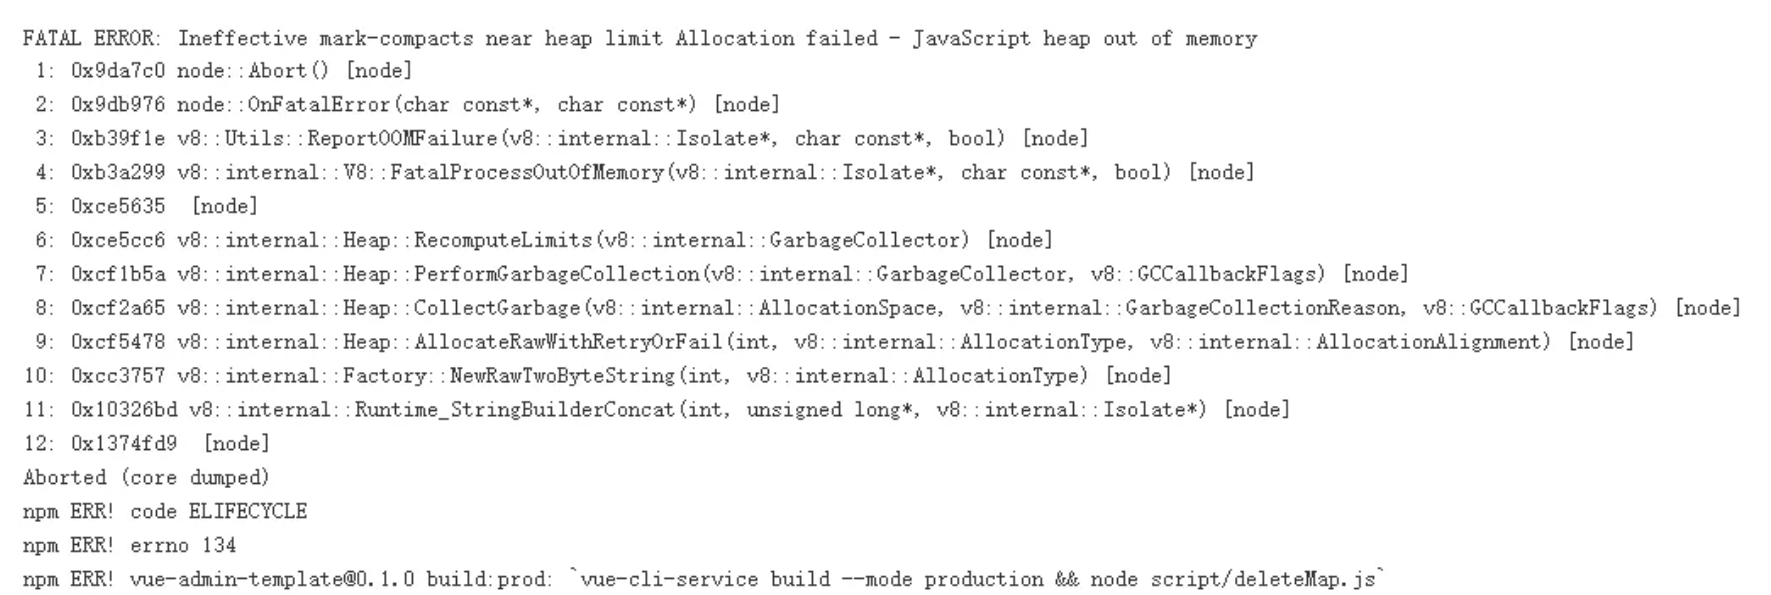 FATAL ERROR: Ineffective mark-compacts near heap limit Allocation failed - JavaScript heap out of memory
1: 0x9da7c0 node::Abort() [node]
2: 0x9db976 node::OnFatalError(char const*, char const*) [node]
3: 0xb39f1e v8::Utils::ReportOOMFailure(v8::internal::Isolate*, char const*, bool) [node]
4: 0xb3a299 v8::internal::V8::FatalProcessOutOfMemory(v8::internal::Isolate*, char const*, bool) [node]
5: 0xce5635  [node]
6: 0xce5cc6 v8::internal::Heap::RecomputeLimits(v8::internal::GarbageCollector) [node]
7: 0xcf1b5a v8::internal::Heap::PerformGarbageCollection(v8::internal::GarbageCollector, v8::GCCallbackFlags) [node]
8: 0xcf2a65 v8::internal::Heap::CollectGarbage(v8::internal::AllocationSpace, v8::internal::GarbageCollectionReason, v8::GCCallbackFlags) [node]
9: 0xcf5478 v8::internal::Heap::AllocateRawWithRetryOrFail(int, v8::internal::AllocationType, v8::internal::AllocationAlignment) [node]
10: 0xcc3757 v8::internal::Factory::NewRawTwoByteString(int, v8::internal::AllocationType) [node]
11: 0x10326bd v8::internal::Runtime_StringBuilderConcat(int, unsigned long*, v8::internal::Isolate*) [node]
12: 0x1374fd9  [node]
Aborted (core dumped)
npm ERR! code ELIFECYCLE
npm ERR! errno 134
npm ERR! vue-admin-template@0.1.0 build:prod: `vue-cli-service build --mode production && node script/deleteMap.js`